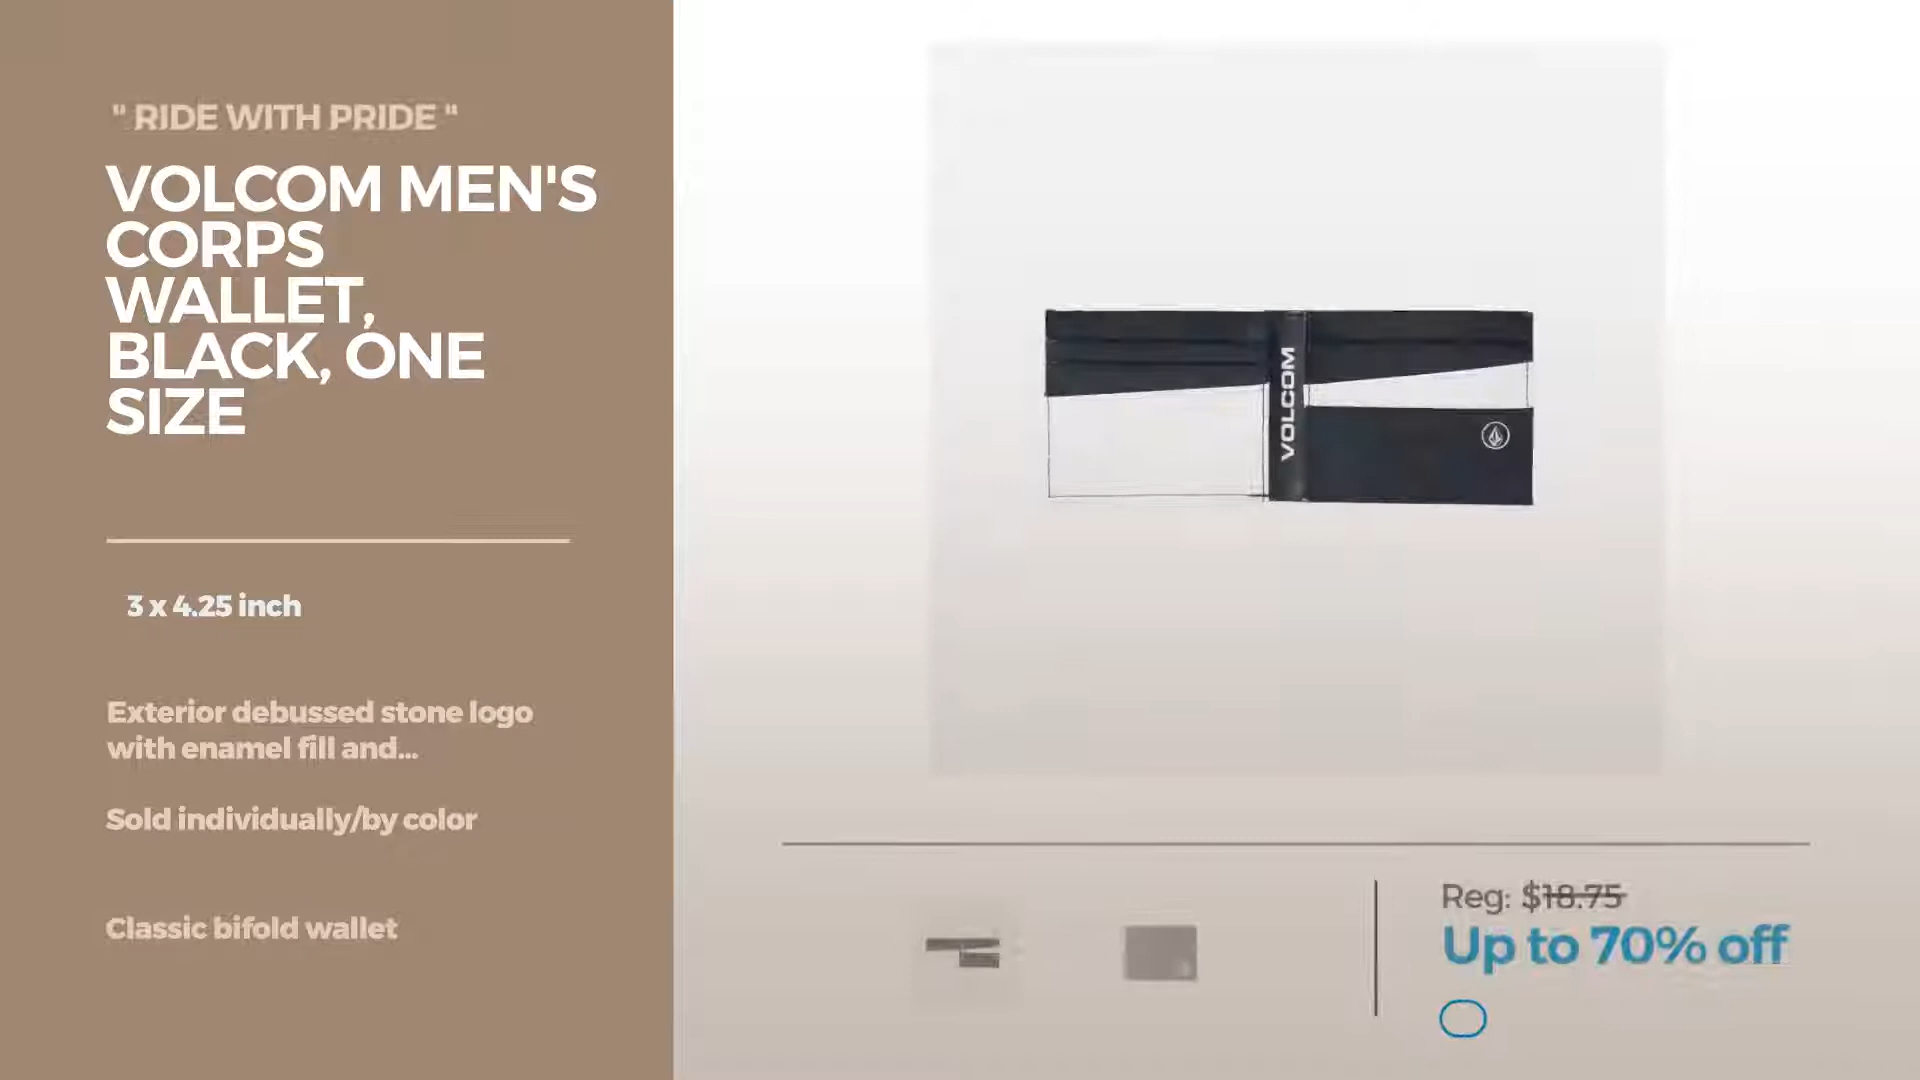 " RIDE WITH PRIDE "
VOLCOM MEN'S
CORPS
WALLET,
BLACK, ONE
SIZE
3 x 4.25 inch
Exterior debussed stone logo
with enamel fill and...
Sold individually/by color
Classic bifold wallet
VOLCOM
Reg: $18.75
Up to 70% off